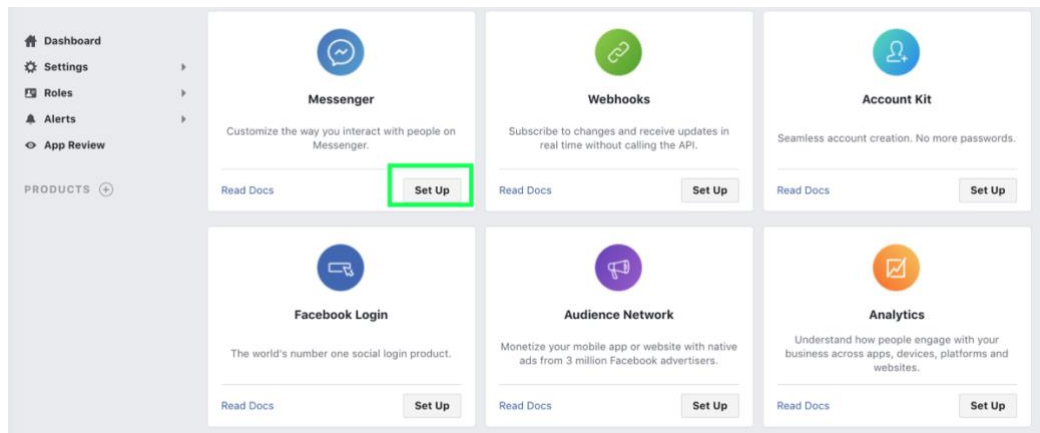 Dashboard
Settings
Roles
Alerts
App Review
PRODUCTS
Messenger
Customize the way you interact with people on
Messenger.
Read Docs
Set Up
Webhooks
Subscribe to changes and receive updates in
real time without calling the API.
Read Docs
Set Up
Account Kit
Seamless account creation. No more passwords.
Read Docs
Set Up
Facebook Login
The world's number one social login product.
Read Docs
Set Up
Audience Network
Monetize your mobile app or website with native
ads from 3 million Facebook advertisers.
Read Docs
Set Up
Analytics
Understand how people engage with your
business across apps, devices, platforms and
websites.
Read Docs
Set Up